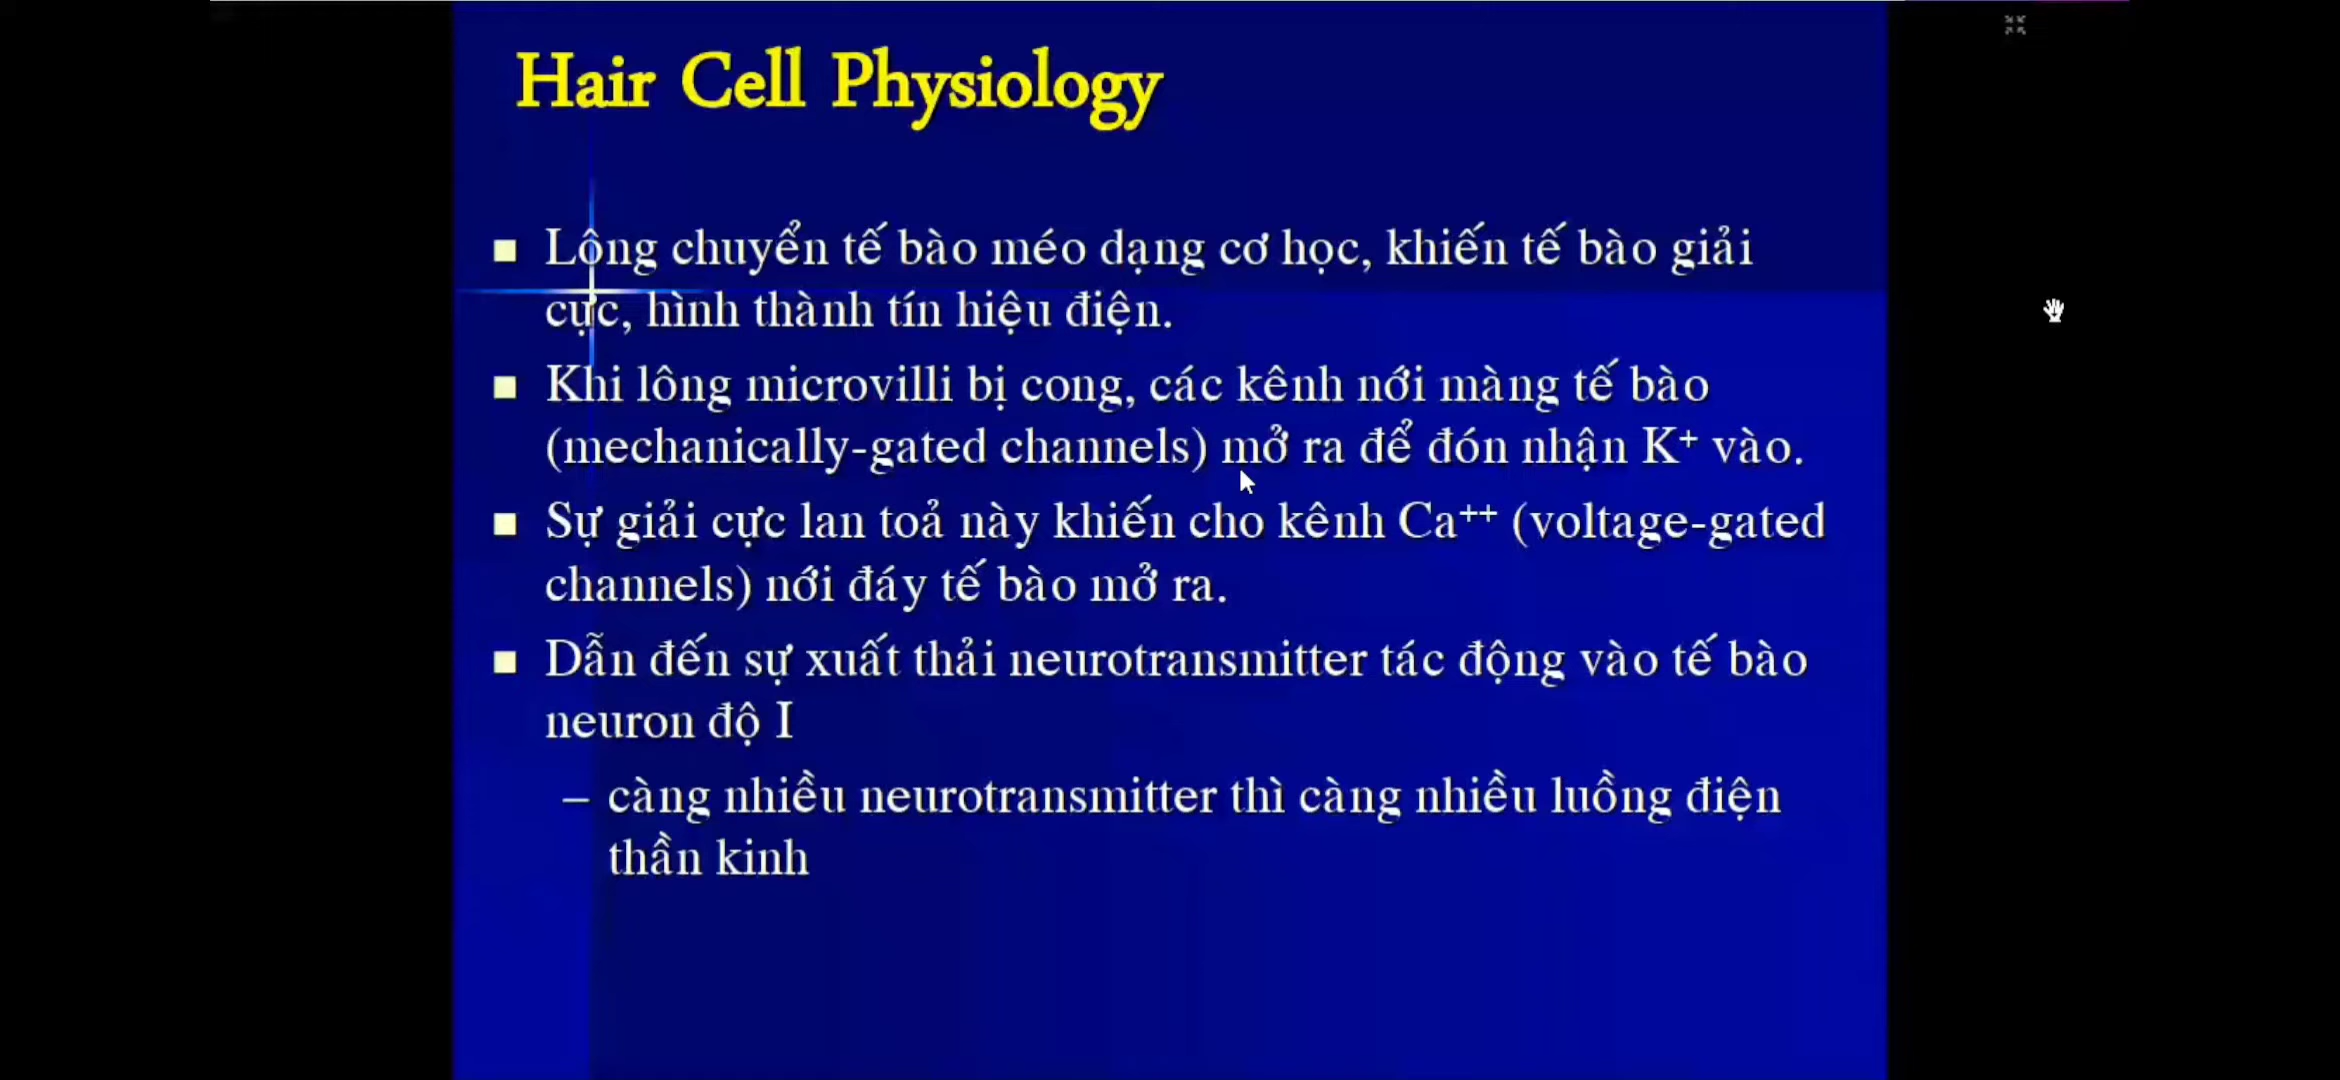 Hair Cell Physiology
■ Lông chuyển tế bào méo dạng cơ học, khiến tế bào giải
cực, hình thành tín hiệu điện.
■ Khi lông microvilli bị cong, các kênh nới màng tế bào
(mechanically-gated channels) mở ra để đón nhận K⁺ vào.
■ Sự giải cực lan toả này khiến cho kênh Ca⁺⁺ (voltage-gated
channels) nới đáy tế bào mở ra.
■ Dẫn đến sự xuất thải neurotransmitter tác động vào tế bào
neuron độ I
– càng nhiều neurotransmitter thì càng nhiều luồng điện
thần kinh